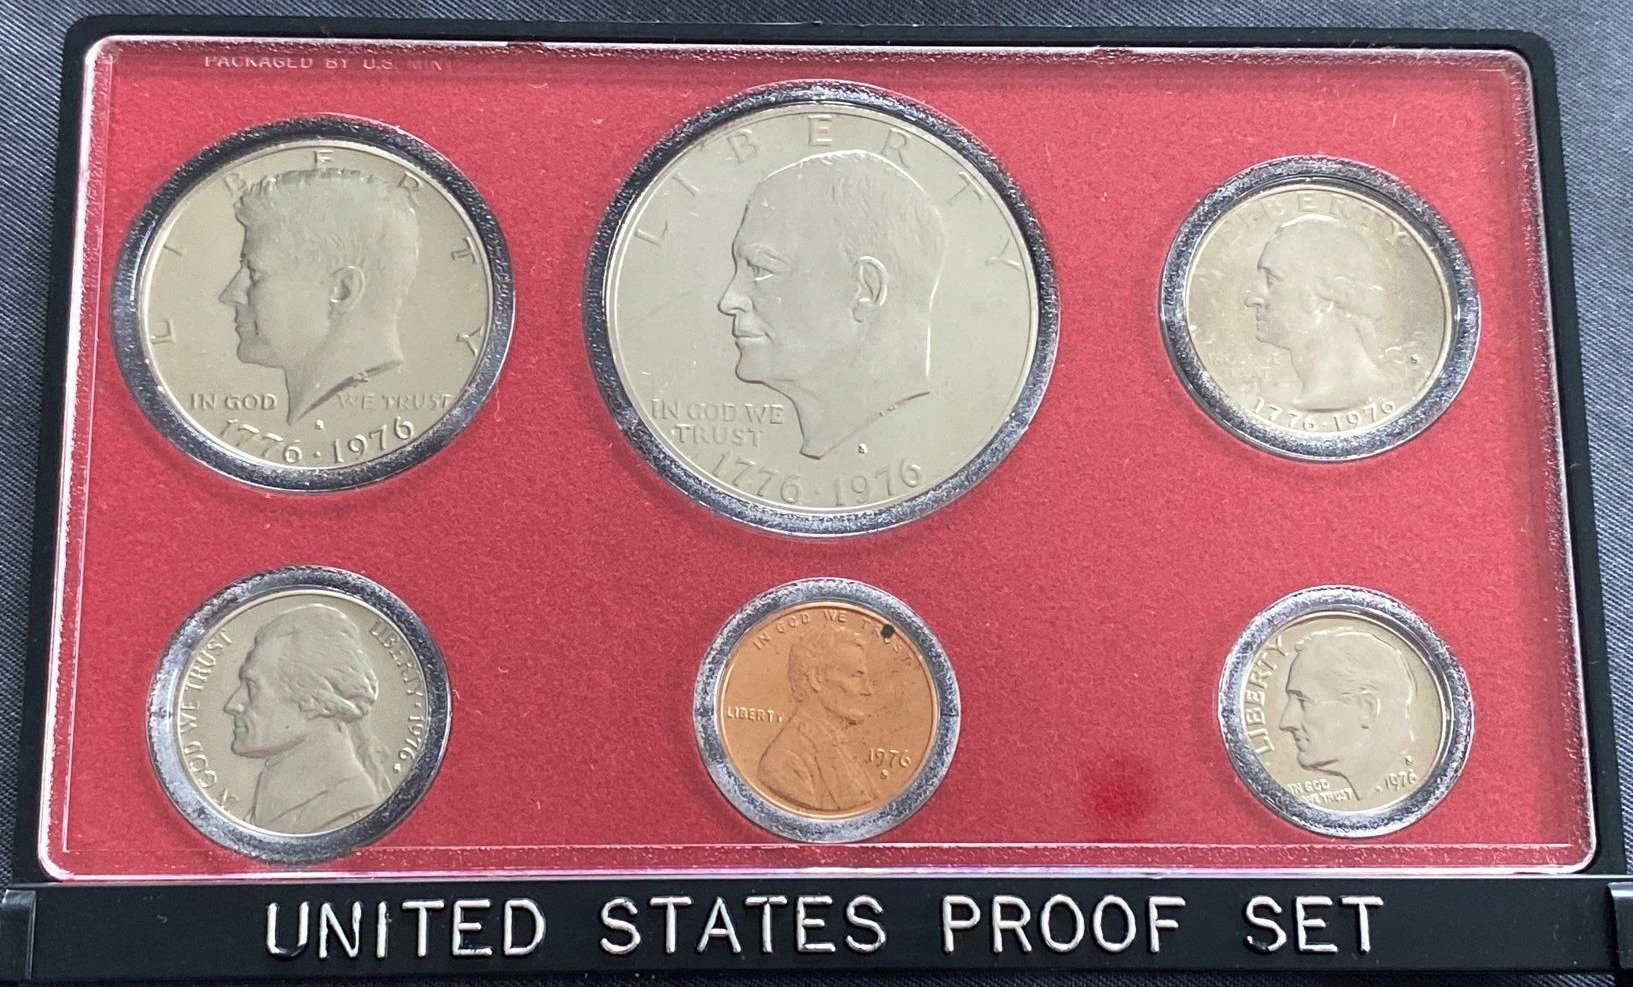 PACKAGED BY U.S. MINT
LIBERTY
IN GOD WE TRUST
S
1776·1976
LIBERTY
IN GOD WE
TRUST
S
1776·1976
LIBERTY
S
1776·1976
IN GOD WE TRUST
LIBERTY·1976
S
IN GOD WE TRUST
LIBERTY
1976
S
LIBERTY
IN GOD
WE TRUST
S
1976
UNITED STATES PROOF SET